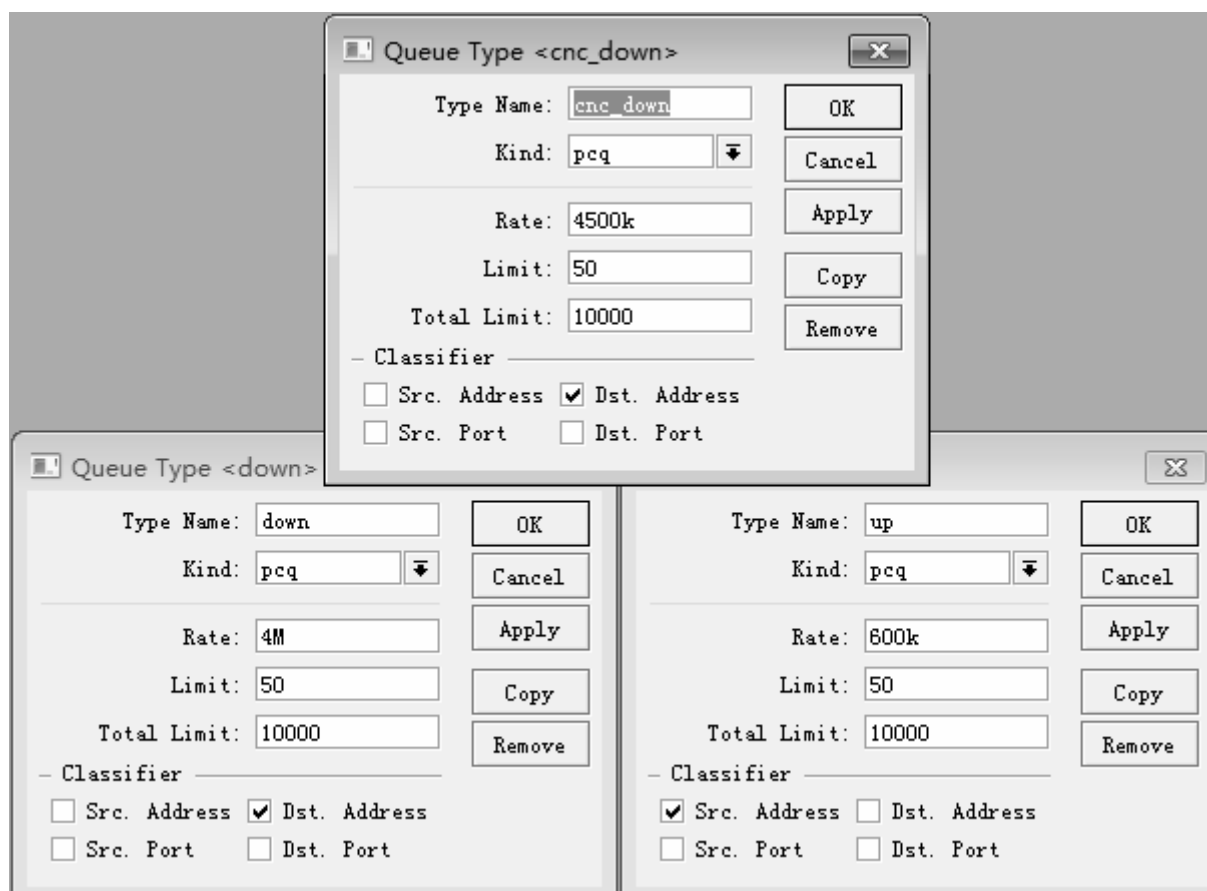 Queue Type <cnc_down>
Type Name: cnc_down
OK
Kind: pcq
Cancel
Rate: 4500k
Apply
Limit: 50
Copy
Total Limit: 10000
Remove
Classifier
Src. Address Dst. Address
Src. Port Dst. Port
Queue Type <down>
Type Name: down
OK
Kind: pcq
Cancel
Rate: 4M
Apply
Limit: 50
Copy
Total Limit: 10000
Remove
Classifier
Src. Address Dst. Address
Src. Port Dst. Port
Type Name: up
OK
Kind: pcq
Cancel
Rate: 600k
Apply
Limit: 50
Copy
Total Limit: 10000
Remove
Classifier
Src. Address Dst. Address
Src. Port Dst. Port